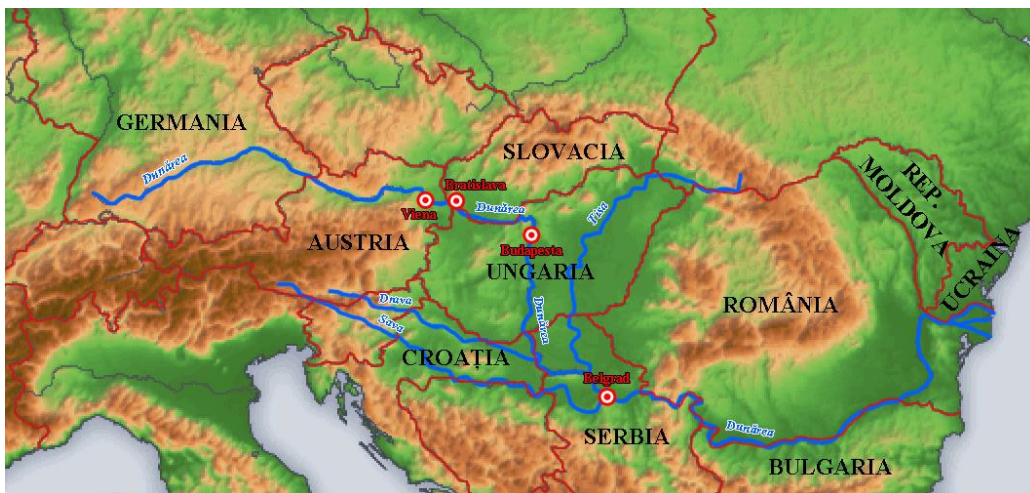 GERMANIA
Dunărea
SLOVACIA
REP.
MOLDOVA
Bratislava
Viena
Dunărea
Tisa
AUSTRIA
Budapesta
UNGARIA
UCRAINA
Drava
ROMÂNIA
Sava
Dunărea
CROAȚIA
Belgrad
SERBIA
Dunărea
BULGARIA